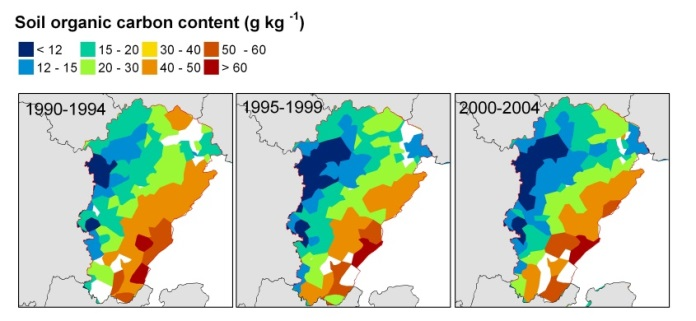 Soil organic carbon content (g kg -1)
< 12 15 - 20 30 - 40 50 - 60
12 - 15 20 - 30 40 - 50 > 60
1990-1994 1995-1999 2000-2004